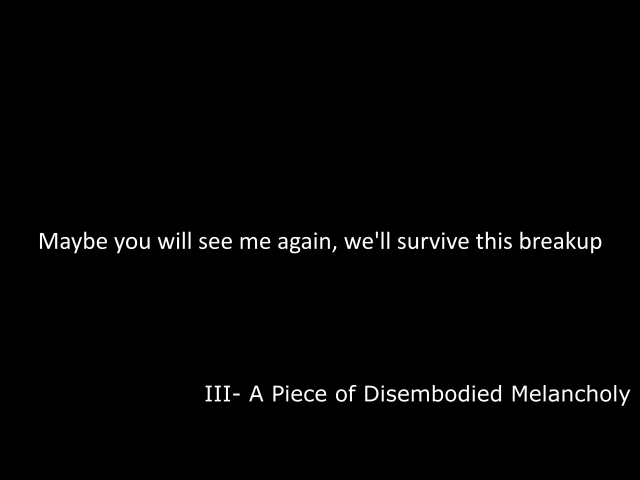 Maybe you will see me again, we'll survive this breakup
III- A Piece of Disembodied Melancholy